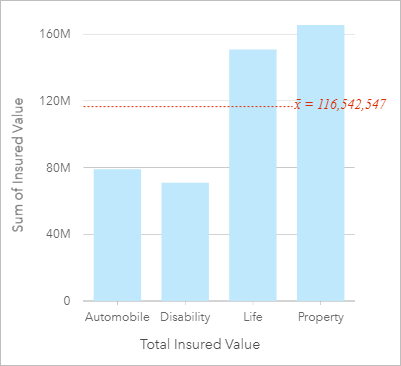 Sum of Insured Value
160M
120M
80M
40M
0
x̄ = 116,542,547
Automobile Disability Life Property
Total Insured Value